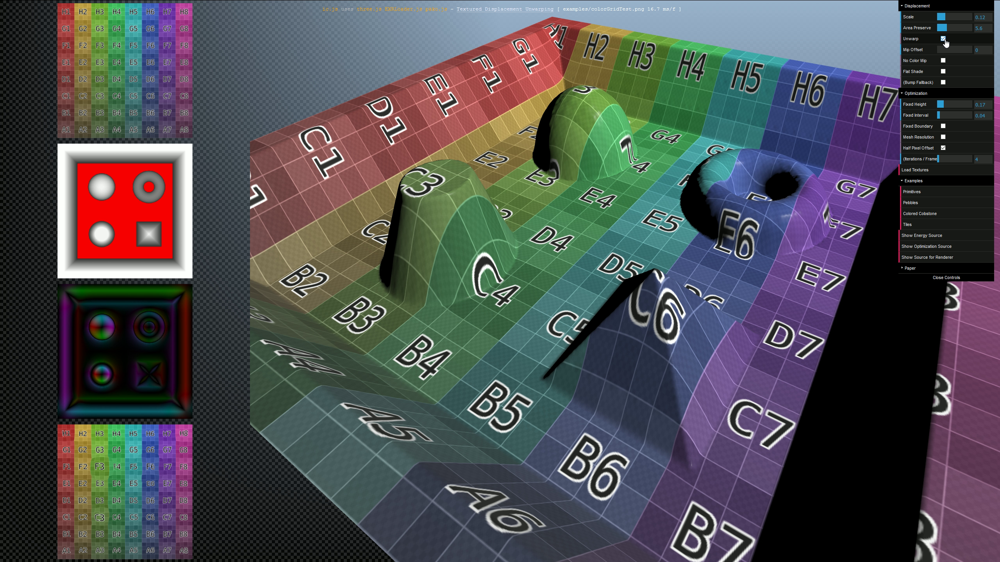 ic.js uses three.js EXRLoader.js pako.js – Textured Displacement Unwarping [ examples/colorGridTest.png 16.7 ms/f ]
H1 H2 H3 H4 H5 H6 H7 H8
G1 G2 G3 G4 G5 G6 G7 G8
F1 F2 F3 F4 F5 F6 F7 F8
E1 E2 E3 E4 E5 E6 E7 E8
D1 D2 D3 D4 D5 D6 D7 D8
C1 C2 C3 C4 C5 C6 C7 C8
B1 B2 B3 B4 B5 B6 B7 B8
A1 A2 A3 A4 A5 A6 A7 A8
H1 H2 H3 H4 H5 H6 H7 H8
G1 G2 G3 G4 G5 G6 G7 G8
F1 F2 F3 F4 F5 F6 F7 F8
E1 E2 E3 E4 E5 E6 E7 E8
D1 D2 D3 D4 D5 D6 D7 D8
C1 C2 C3 C4 C5 C6 C7 C8
B1 B2 B3 B4 B5 B6 B7 B8
A1 A2 A3 A4 A5 A6 A7 A8
H1 H2 H3 H4 H5 H6 H7
G1 G4 G7
F1
E1 E2 E3 E4 E5 E6 E7
D1 D4 D5 D6 D7
C1 C2 C3 C4 C5 C6 C7
B2 B3 B4 B5 B6 B7
A4 A5 A6
Displacement
Scale 0.12
Area Preserve 5.6
Unwarp
Mip Offset 0
No Color Mip
Flat Shade
(Bump Fallback)
Optimization
Fixed Height 0.17
Fixed Interval 0.04
Fixed Boundary
Mesh Resolution
Half Pixel Offset
(Iterations / Frame 4
Load Textures
Examples
Primitives
Pebbles
Colored Cobstone
Tiles
Show Energy Source
Show Optimization Source
Show Source for Renderer
Paper
Close Controls